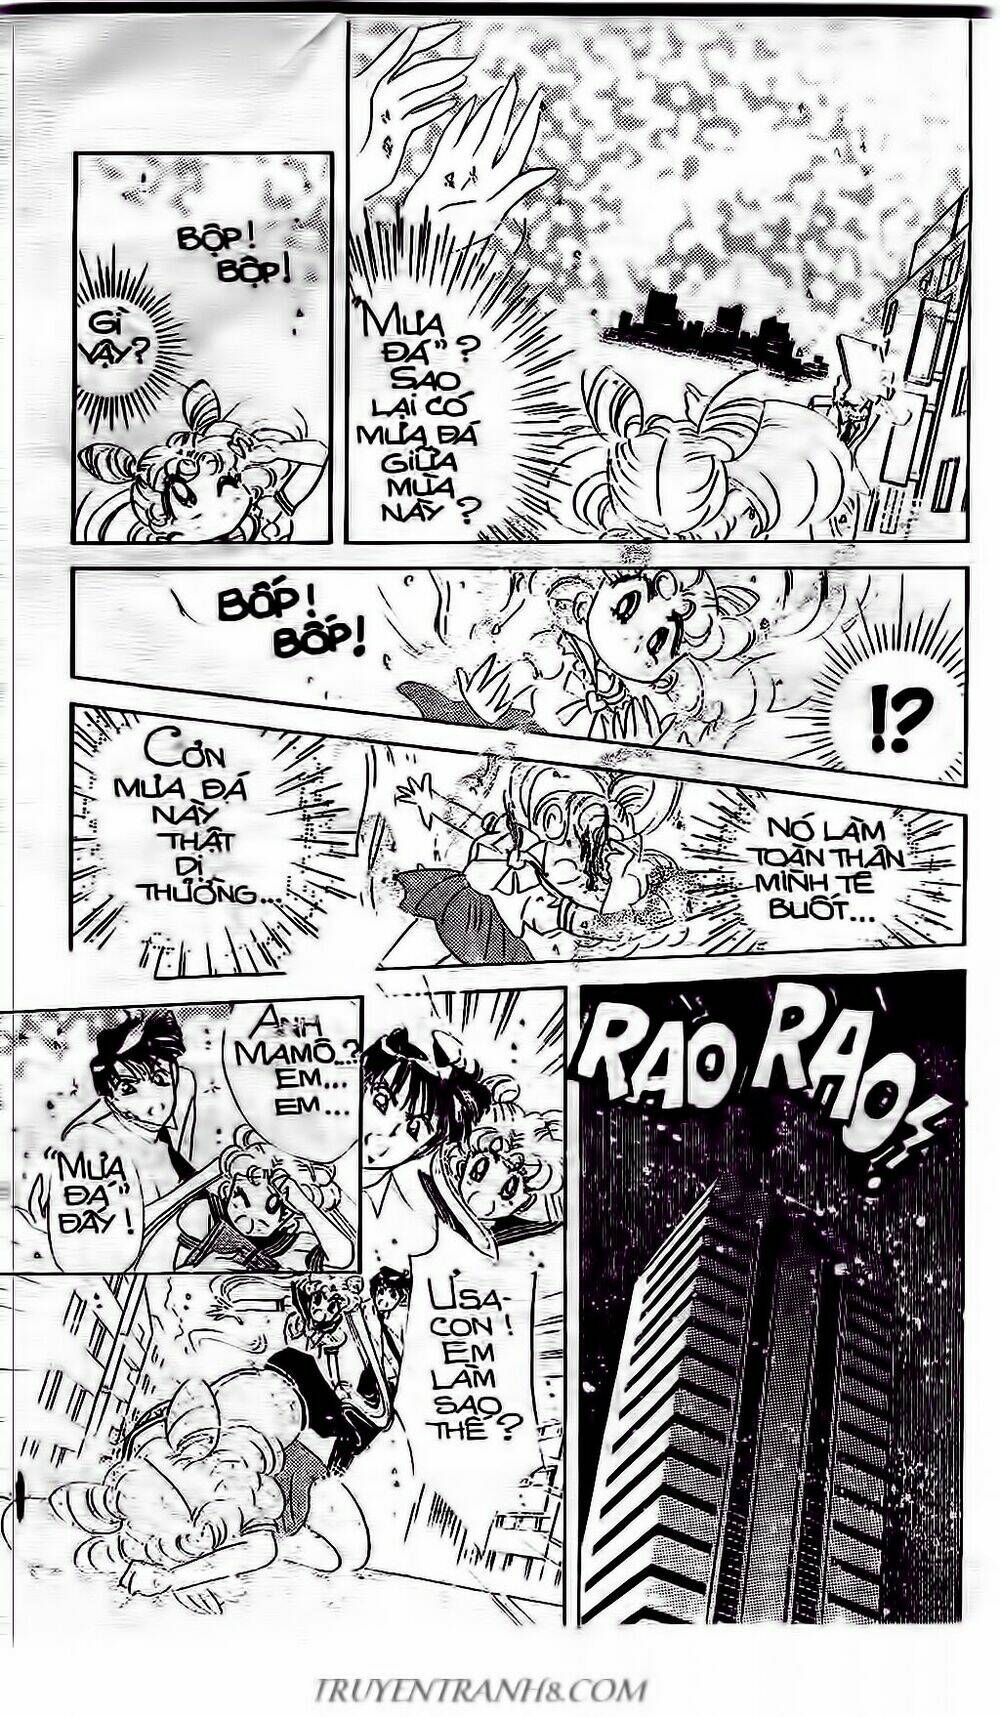 BỘP!
BỘP!
GÌ
VẬY?
"MƯA
ĐÁ"?
SAO
LẠI CÓ
MƯA ĐÁ
GIỮA
MÙA
NÀY?
BỐP!
BỐP!
!?
CƠN
MƯA ĐÁ
NÀY
THẬT
DỊ
THƯỜNG...
NÓ LÀM
TOÀN THÂN
MÌNH TÊ
BUỐT...
ANH
MAMÔ..?
EM...
EM...
"MƯA
ĐÁ"
ĐẤY!
USA-
CON!
EM
LÀM
SAO
THẾ?
RAO RAO!
TRUYENTRANH8.COM